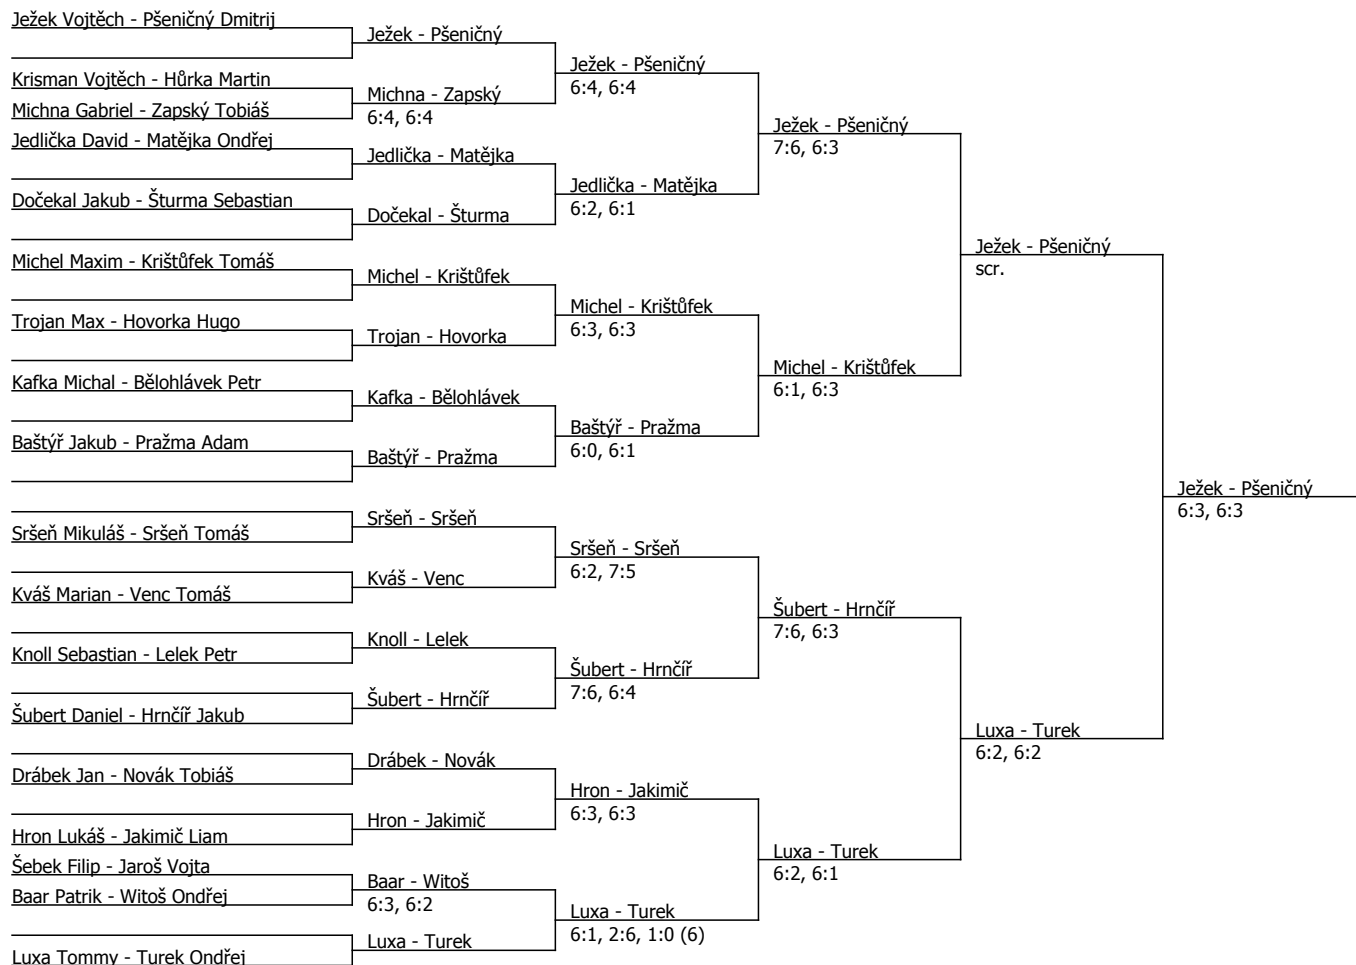 Ježek Vojtěch - Pšeničný Dmitrij
Krisman Vojtěch - Hůrka Martin
Michna Gabriel - Zapský Tobiáš
Jedlička David - Matějka Ondřej
Dočekal Jakub - Šturma Sebastian
Michel Maxim - Krištůfek Tomáš
Trojan Max - Hovorka Hugo
Kafka Michal - Bělohlávek Petr
Baštýř Jakub - Pražma Adam
Sršeň Mikuláš - Sršeň Tomáš
Kváš Marian - Venc Tomáš
Knoll Sebastian - Lelek Petr
Šubert Daniel - Hrnčíř Jakub
Drábek Jan - Novák Tobiáš
Hron Lukáš - Jakimič Liam
Šebek Filip - Jaroš Vojta
Baar Patrik - Witoš Ondřej
Luxa Tommy - Turek Ondřej
Ježek - Pšeničný
Michna - Zapský
6:4, 6:4
Jedlička - Matějka
Dočekal - Šturma
Michel - Krištůfek
Trojan - Hovorka
Kafka - Bělohlávek
Baštýř - Pražma
Sršeň - Sršeň
Kváš - Venc
Knoll - Lelek
Šubert - Hrnčíř
Drábek - Novák
Hron - Jakimič
Baar - Witoš
6:3, 6:2
Luxa - Turek
Ježek - Pšeničný
6:4, 6:4
Jedlička - Matějka
6:2, 6:1
Michel - Krištůfek
6:3, 6:3
Baštýř - Pražma
6:0, 6:1
Sršeň - Sršeň
6:2, 7:5
Šubert - Hrnčíř
7:6, 6:4
Hron - Jakimič
6:3, 6:3
Luxa - Turek
6:1, 2:6, 1:0 (6)
Ježek - Pšeničný
7:6, 6:3
Michel - Krištůfek
6:1, 6:3
Šubert - Hrnčíř
7:6, 6:3
Luxa - Turek
6:2, 6:1
Ježek - Pšeničný
scr.
Luxa - Turek
6:2, 6:2
Ježek - Pšeničný
6:3, 6:3